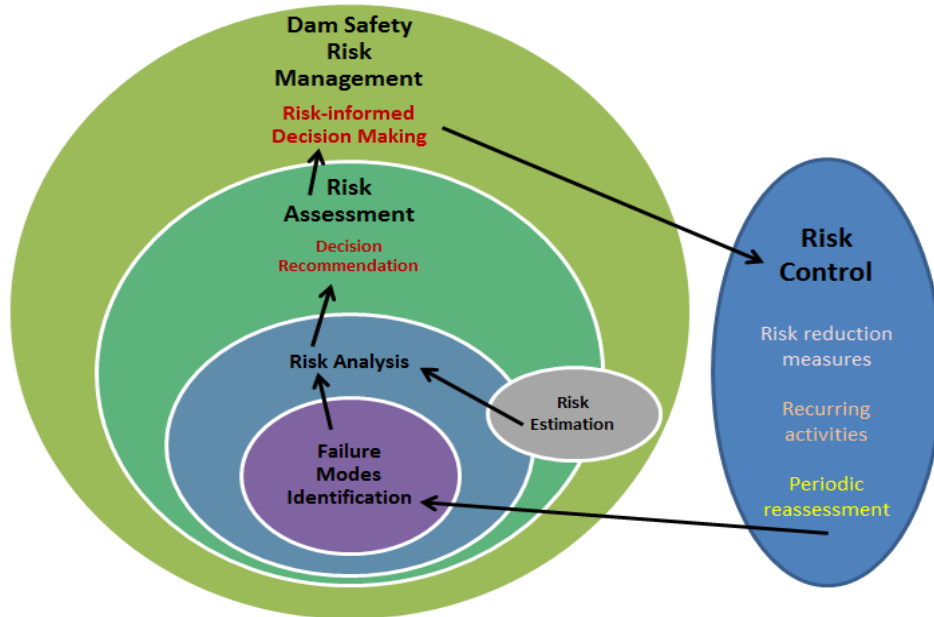 Dam Safety
Risk
Management
Risk-informed
Decision Making
Risk
Assessment
Decision
Recommendation
Risk Analysis
Risk
Estimation
Failure
Modes
Identification
Risk
Control
Risk reduction
measures
Recurring
activities
Periodic
reassessment